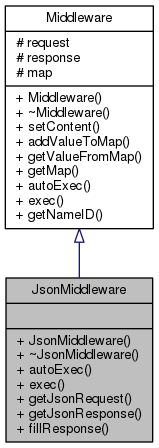 Middleware
# request
# response
# map
+ Middleware()
+ ~Middleware()
+ setContent()
+ addValueToMap()
+ getValueFromMap()
+ getMap()
+ autoExec()
+ exec()
+ getNameID()
JsonMiddleware
+ JsonMiddleware()
+ ~JsonMiddleware()
+ autoExec()
+ exec()
+ getJsonRequest()
+ getJsonResponse()
+ fillResponse()